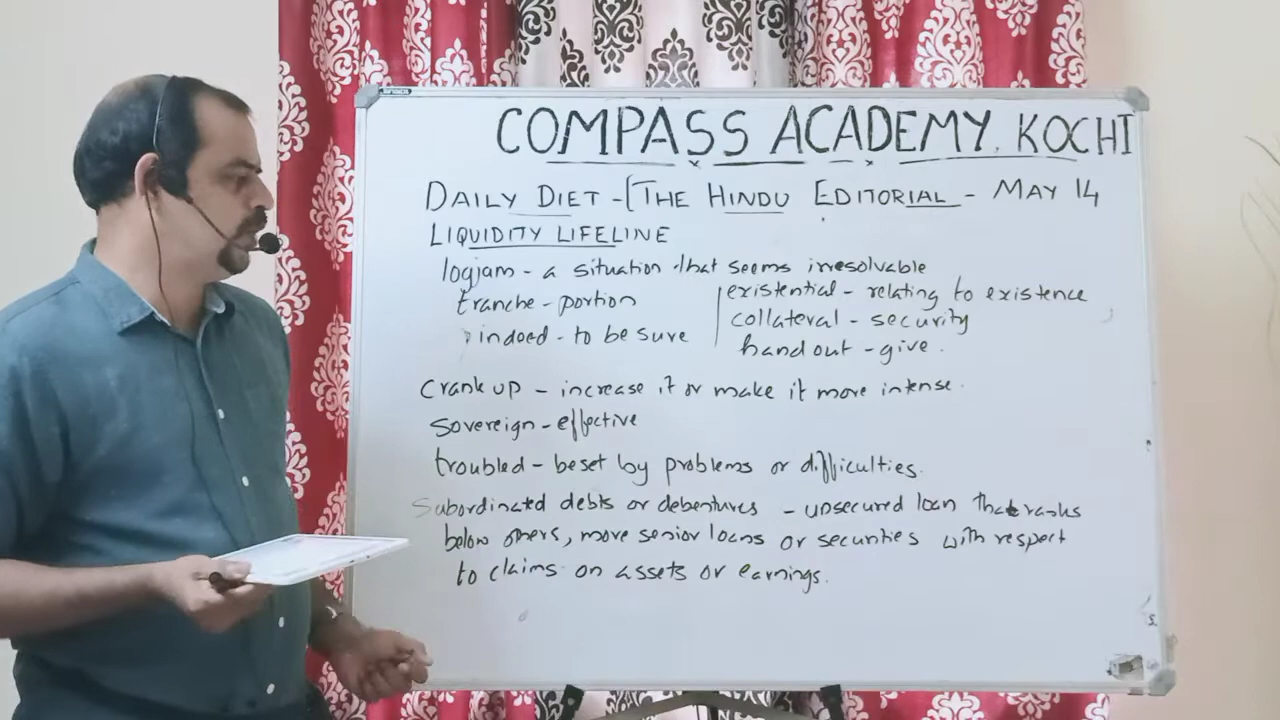 COMPASS ACADEMY. KOCHI
DAILY DIET - [THE HINDU EDITORIAL - MAY 14
LIQUIDITY LIFELINE
logjam - a situation that seems irresolvable
tranche - portion
indeed - to be sure
existential - relating to existence
collateral - security
hand out - give.
Crank up - increase it or make it more intense.
Sovereign - effective
troubled - beset by problems or difficulties.
Subordinated debts or debentures - unsecured loan that ranks
below others, more senior loans or securities with respect
to claims on assets or earnings.